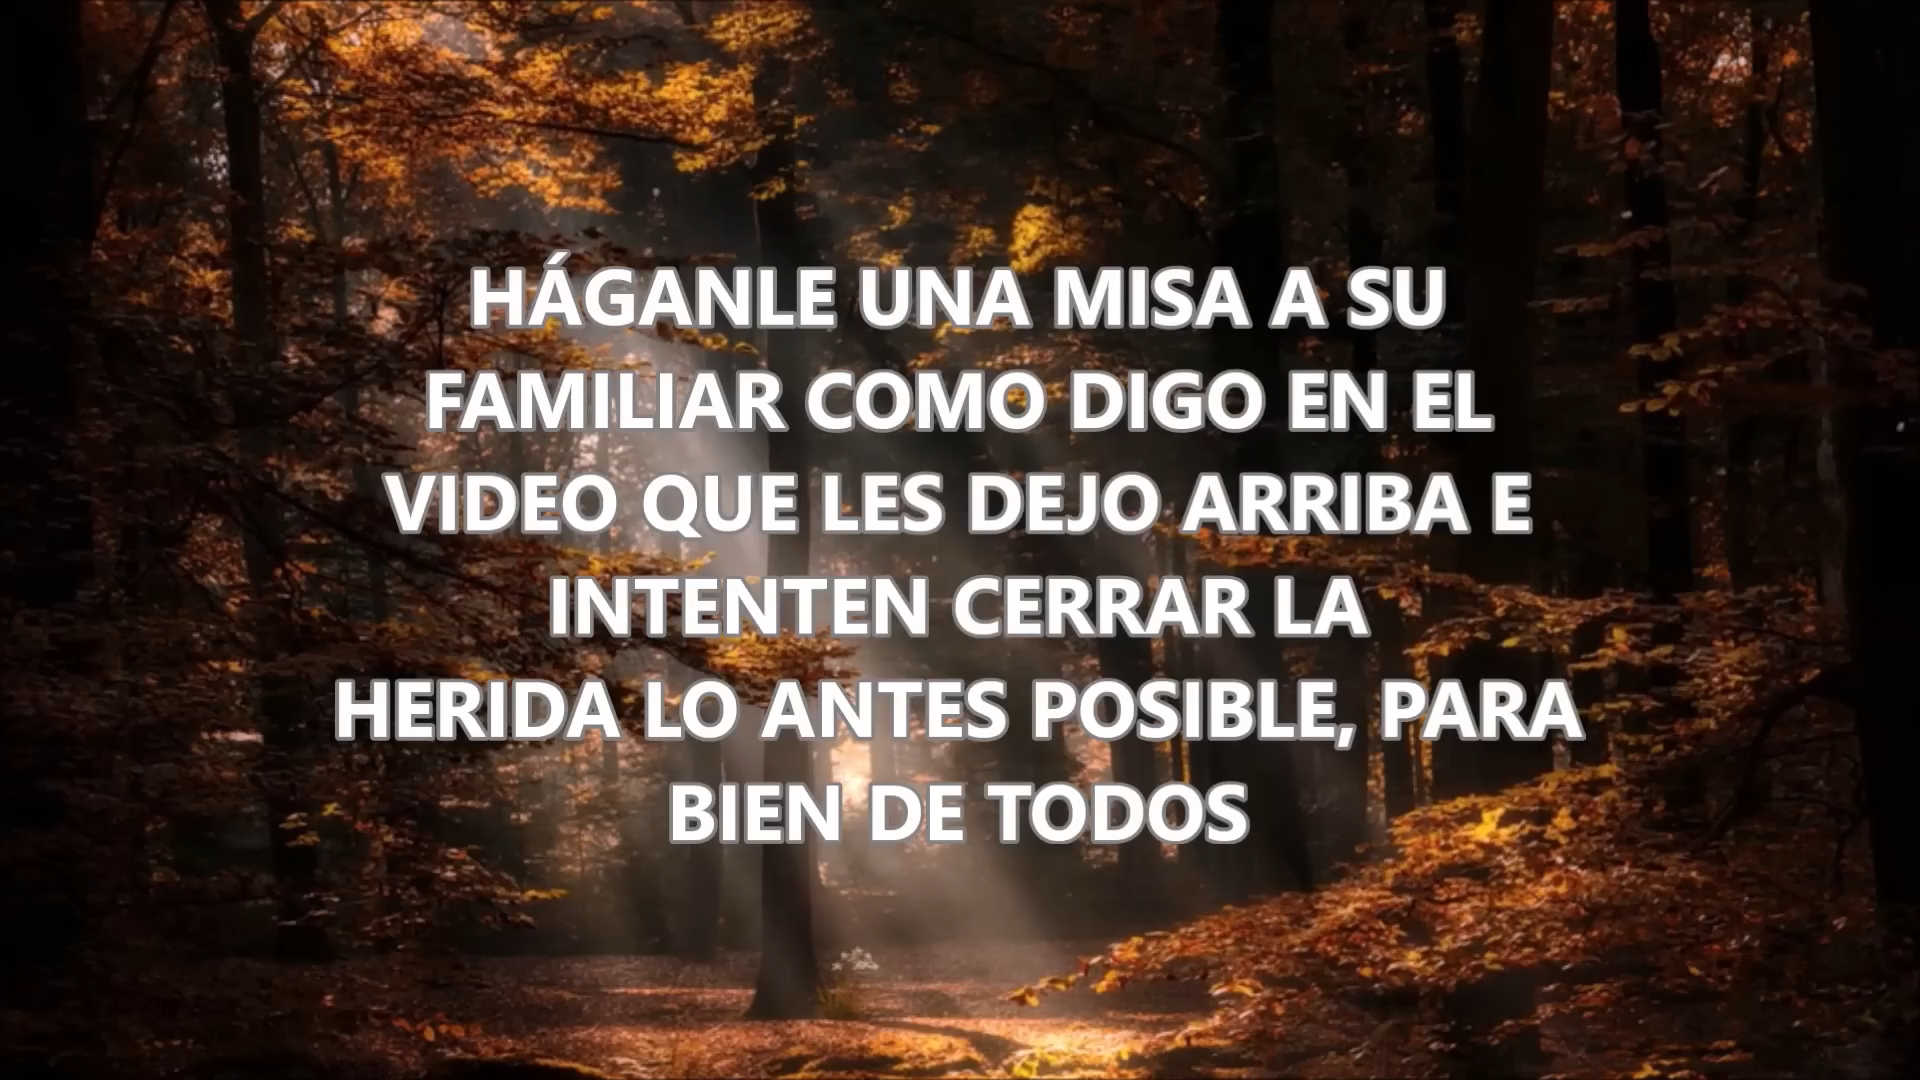 HÁGANLE UNA MISA A SU
FAMILIAR COMO DIGO EN EL
VIDEO QUE LES DEJO ARRIBA E
INTENTEN CERRAR LA
HERIDA LO ANTES POSIBLE, PARA
BIEN DE TODOS